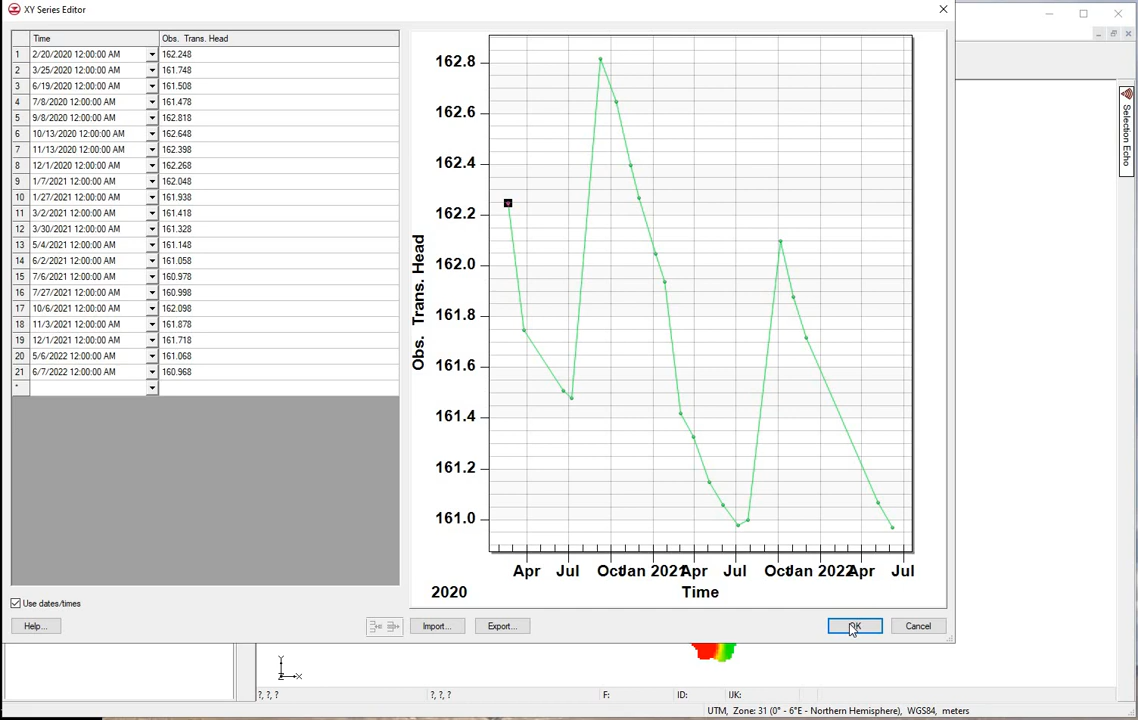 XY Series Editor
Time Obs. Trans. Head
1 2/20/2020 12:00:00 AM 162.248
2 3/25/2020 12:00:00 AM 161.748
3 6/19/2020 12:00:00 AM 161.508
4 7/8/2020 12:00:00 AM 161.478
5 9/8/2020 12:00:00 AM 162.818
6 10/13/2020 12:00:00 AM 162.648
7 11/13/2020 12:00:00 AM 162.398
8 12/1/2020 12:00:00 AM 162.268
9 1/7/2021 12:00:00 AM 162.048
10 1/27/2021 12:00:00 AM 161.938
11 3/2/2021 12:00:00 AM 161.418
12 3/30/2021 12:00:00 AM 161.328
13 5/4/2021 12:00:00 AM 161.148
14 6/2/2021 12:00:00 AM 161.058
15 7/6/2021 12:00:00 AM 160.978
16 7/27/2021 12:00:00 AM 160.998
17 10/6/2021 12:00:00 AM 162.098
18 11/3/2021 12:00:00 AM 161.878
19 12/1/2021 12:00:00 AM 161.718
20 5/6/2022 12:00:00 AM 161.068
21 6/7/2022 12:00:00 AM 160.968
*
Obs. Trans. Head
162.8
162.6
162.4
162.2
162.0
161.8
161.6
161.4
161.2
161.0
Apr Jul Oct Jan 2021 Apr Jul Oct Jan 2022 Apr Jul
2020 Time
Use dates/times
Help... Import... Export... OK Cancel
Selection Echo
Y
Z X
?, ?, ? ?, ?, ? F: ID: IJK:
UTM, Zone: 31 (0° - 6°E - Northern Hemisphere), WGS84, meters